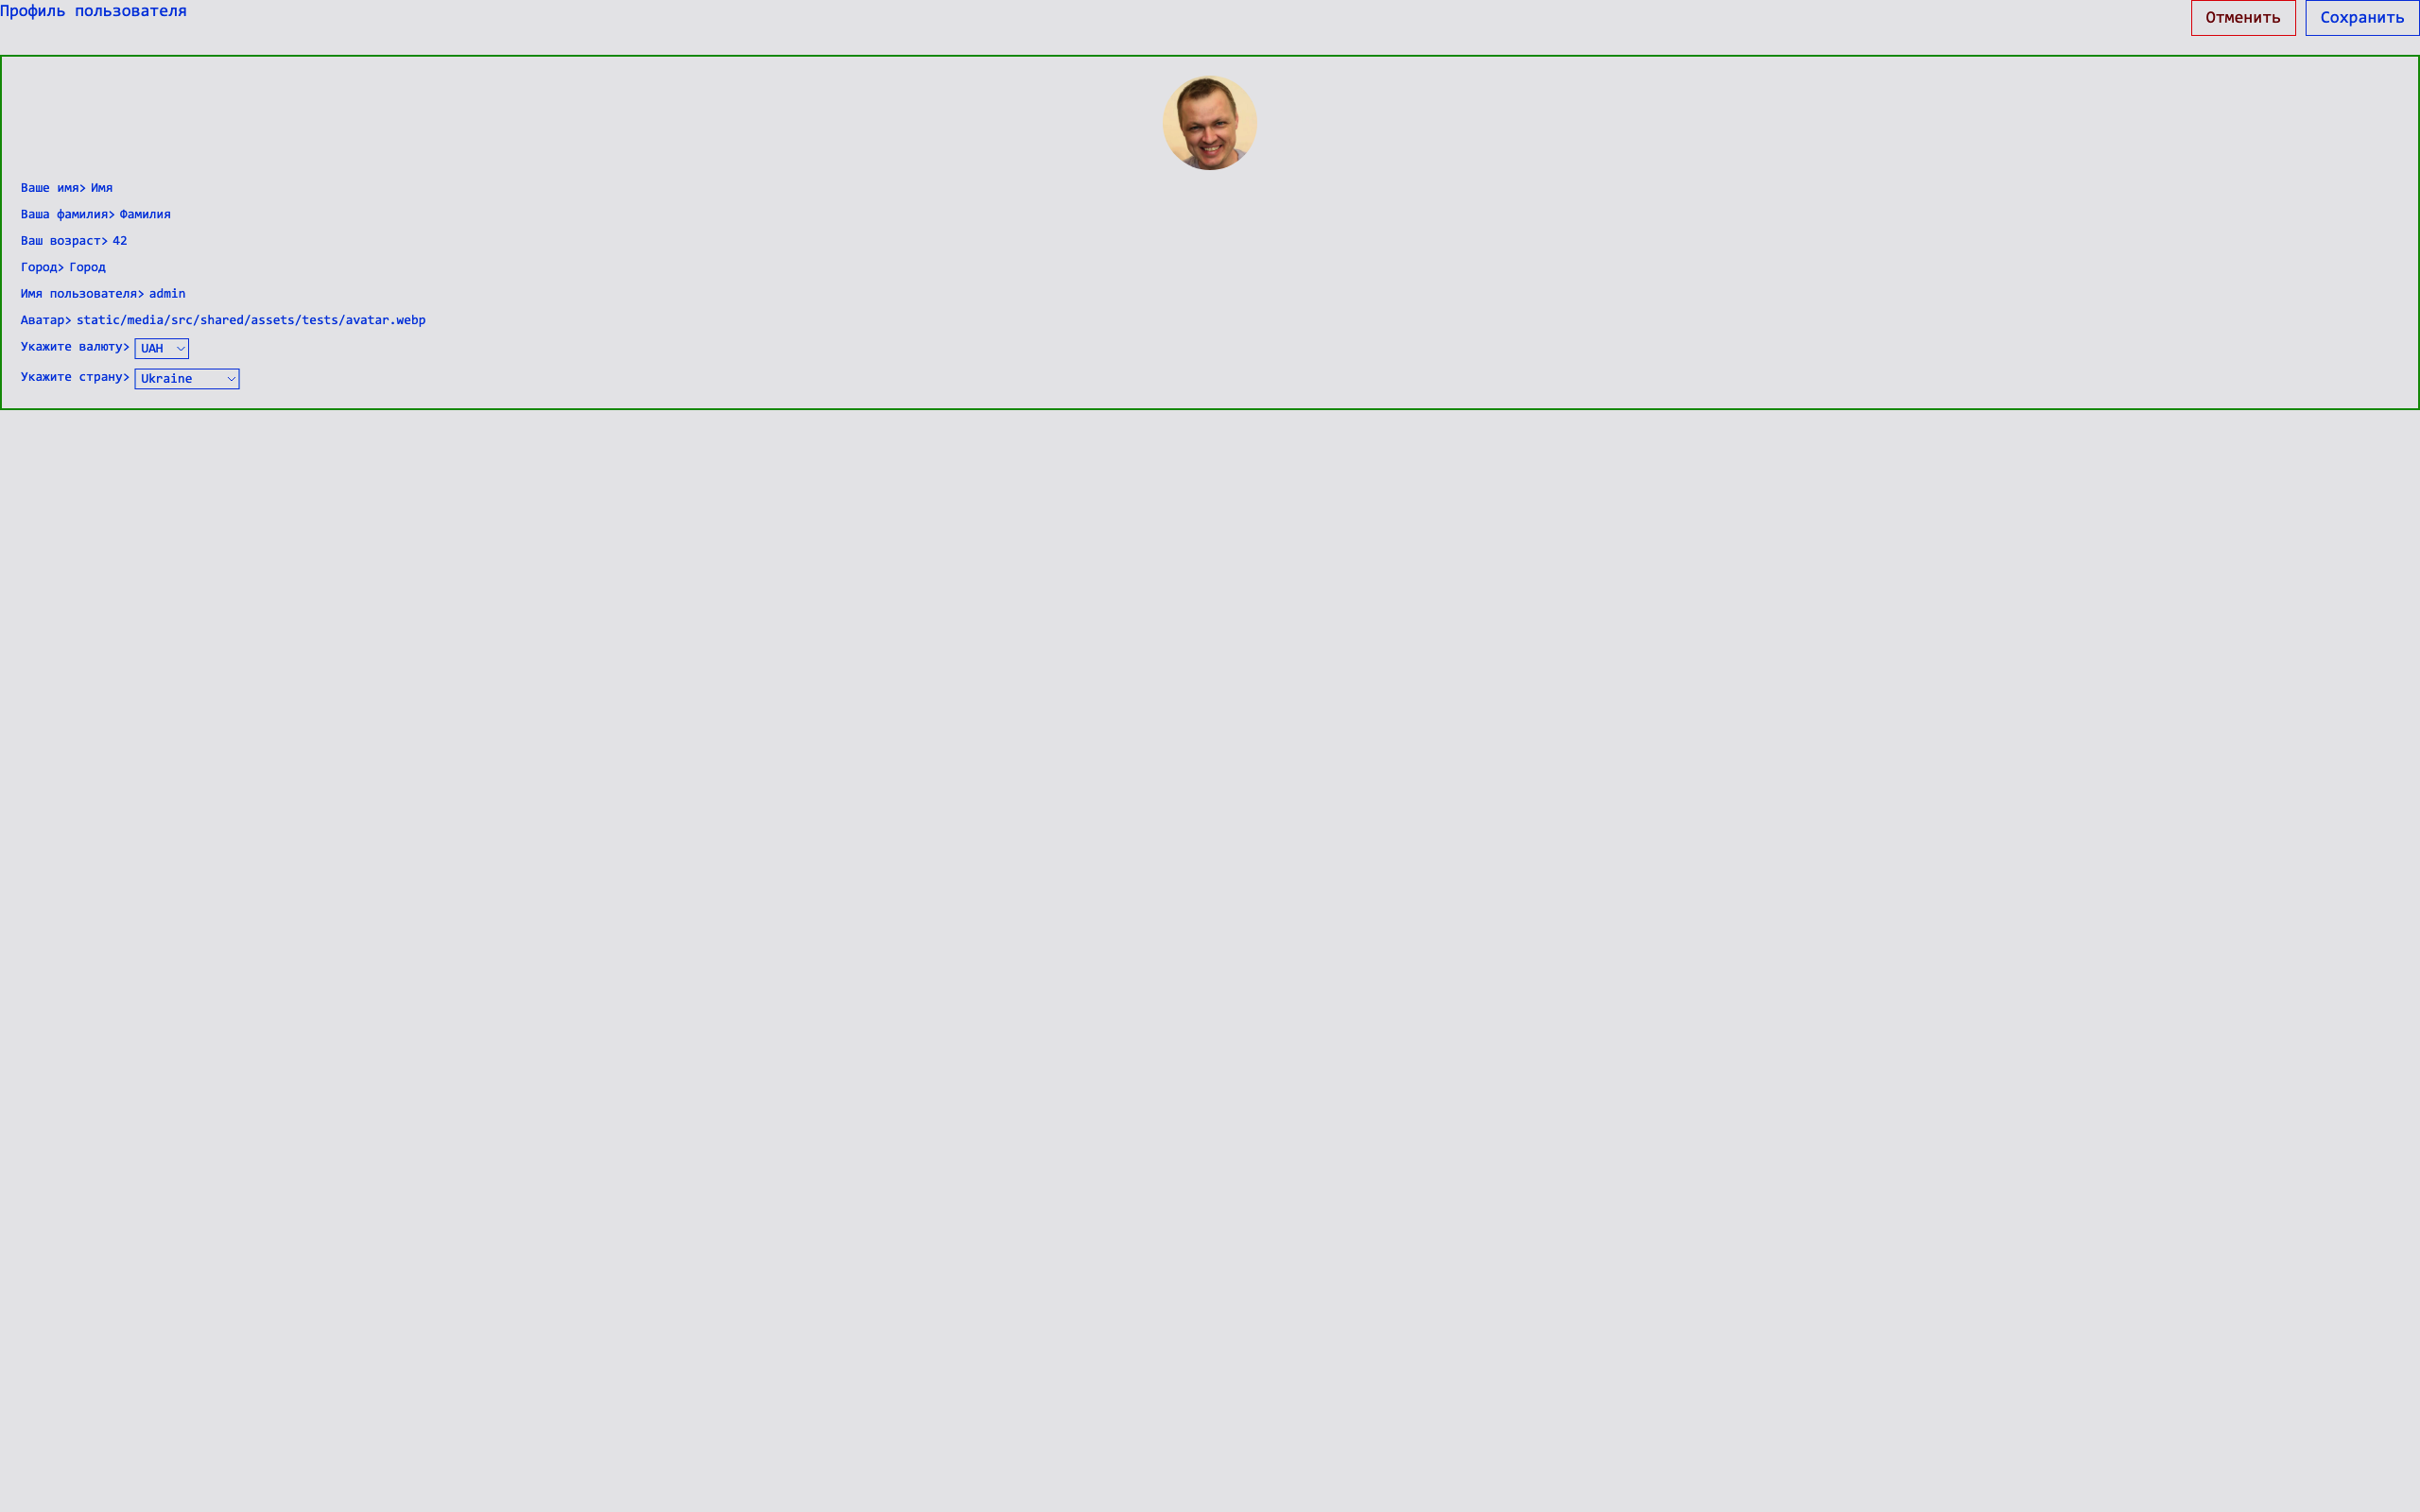 Профиль пользователя
Отменить
Сохранить
Ваше имя> Имя
Ваша фамилия> Фамилия
Ваш возраст> 42
Город> Город
Имя пользователя> admin
Аватар> static/media/src/shared/assets/tests/avatar.webp
Укажите валюту> UAH
Укажите страну> Ukraine